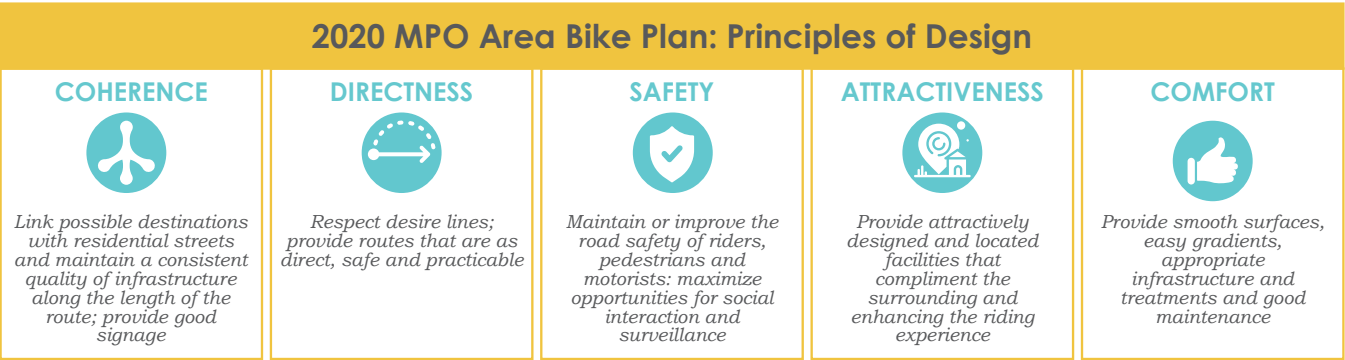 2020 MPO Area Bike Plan: Principles of Design
COHERENCE
Link possible destinations
with residential streets
and maintain a consistent
quality of infrastructure
along the length of the
route; provide good
signage
DIRECTNESS
Respect desire lines;
provide routes that are as
direct, safe and practicable
SAFETY
Maintain or improve the
road safety of riders,
pedestrians and
motorists: maximize
opportunities for social
interaction and
surveillance
ATTRACTIVENESS
Provide attractively
designed and located
facilities that
compliment the
surrounding and
enhancing the riding
experience
COMFORT
Provide smooth surfaces,
easy gradients,
appropriate
infrastructure and
treatments and good
maintenance